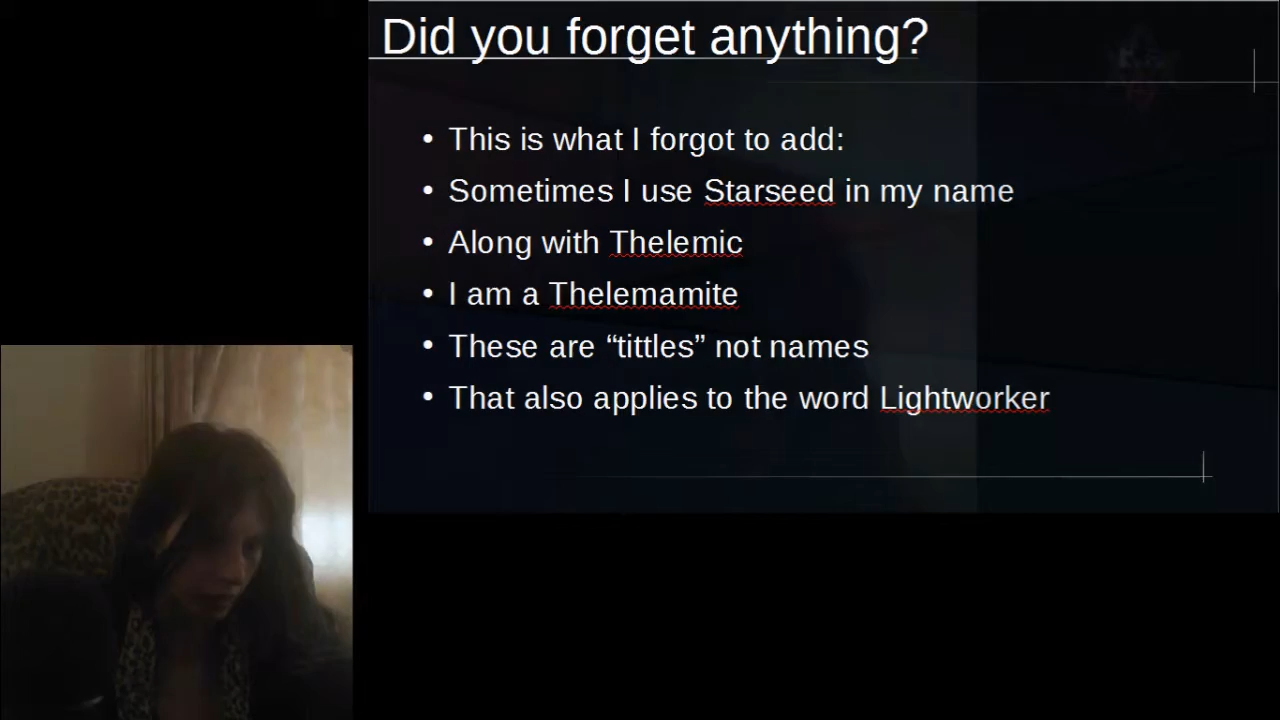 Did you forget anything?
• This is what I forgot to add:
• Sometimes I use Starseed in my name
• Along with Thelemic
• I am a Thelemamite
• These are “tittles” not names
• That also applies to the word Lightworker